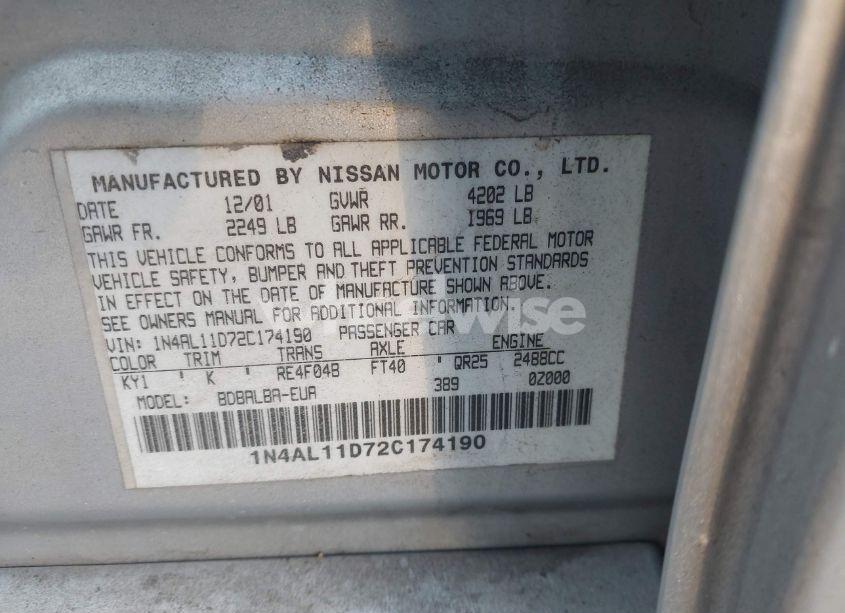 MANUFACTURED BY NISSAN MOTOR CO., LTD.
DATE 12/01 GVWR 4202 LB
GAWR FR. 2249 LB GAWR RR. 1969 LB
THIS VEHICLE CONFORMS TO ALL APPLICABLE FEDERAL MOTOR
VEHICLE SAFETY, BUMPER AND THEFT PREVENTION STANDARDS
IN EFFECT ON THE DATE OF MANUFACTURE SHOWN ABOVE.
SEE OWNERS MANUAL FOR ADDITIONAL INFORMATION.
VIN: 1N4AL11D72C174190 PASSENGER CAR
COLOR TRIM TRANS AXLE ENGINE
KY1 ' K ' RE4F04B FT40 ' QR25 2488CC
MODEL: BDBALBA-EUA 389 0Z000
1N4AL11D72C174190